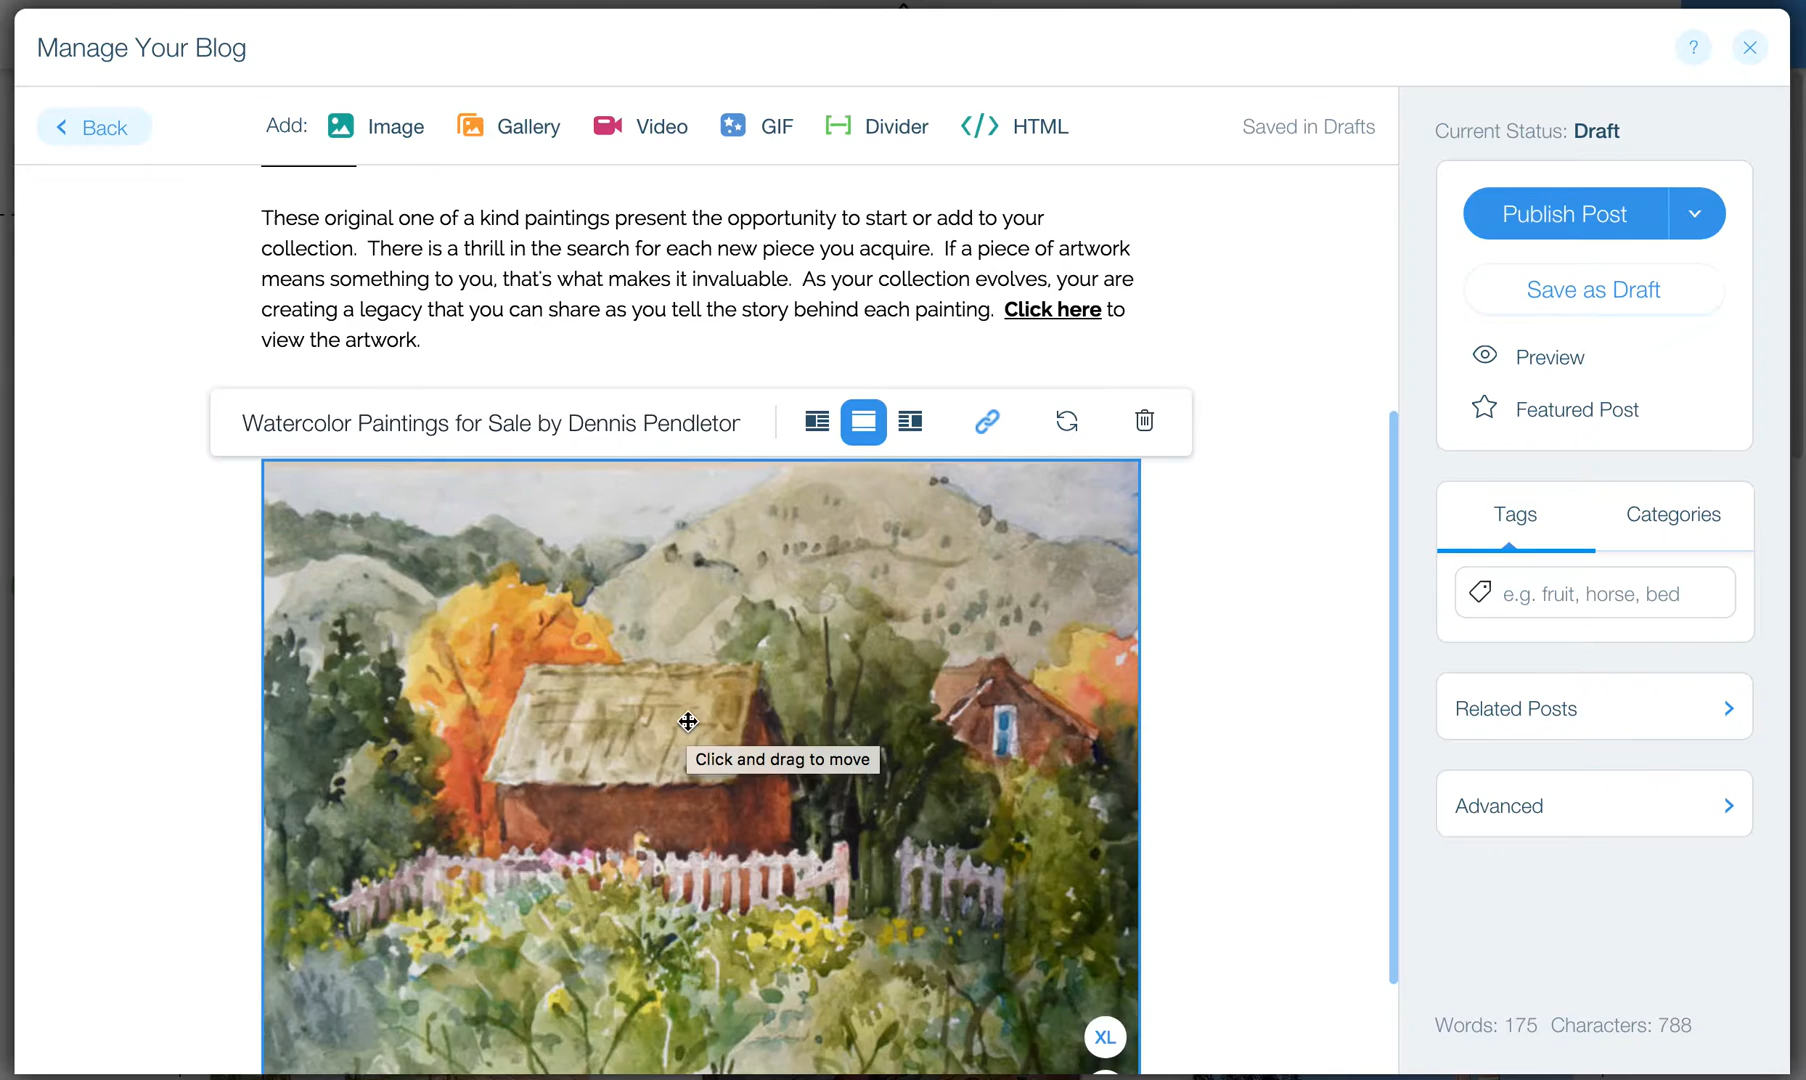 Manage Your Blog
?
Back
Add:
Image
Gallery
Video
GIF
Divider
HTML
Saved in Drafts
These original one of a kind paintings present the opportunity to start or add to your
collection. There is a thrill in the search for each new piece you acquire. If a piece of artwork
means something to you, that's what makes it invaluable. As your collection evolves, your are
creating a legacy that you can share as you tell the story behind each painting. Click here to
view the artwork.
Watercolor Paintings for Sale by Dennis Pendleton
Click and drag to move
XL
Current Status: Draft
Publish Post
Save as Draft
Preview
Featured Post
Tags
Categories
e.g. fruit, horse, bed
Related Posts
Advanced
Words: 175 Characters: 788